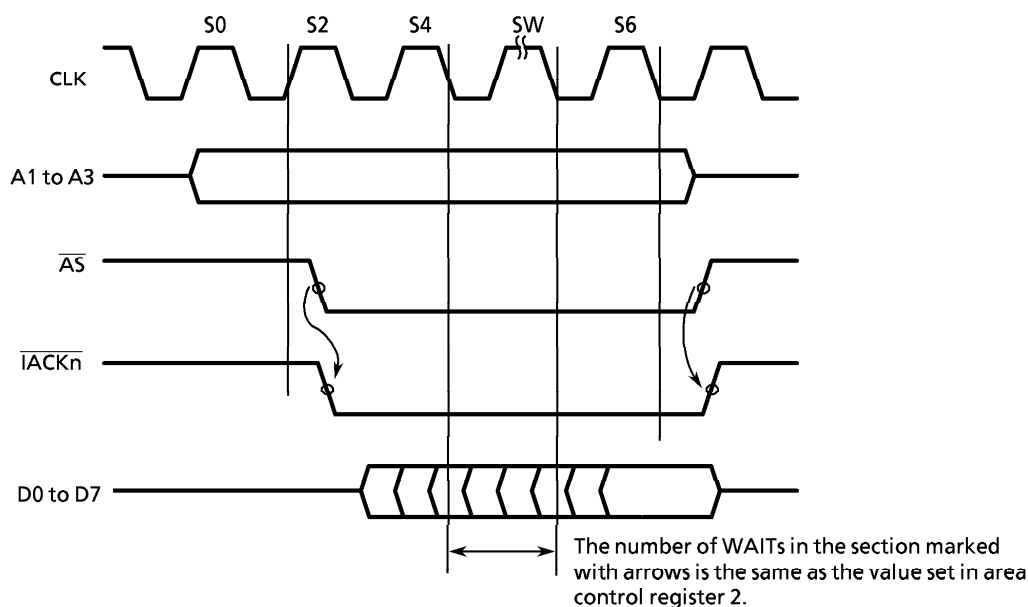 S0 S2 S4 SW S6
CLK
A1 to A3
AS
IACKn
D0 to D7
The number of WAITs in the section marked
with arrows is the same as the value set in area
control register 2.